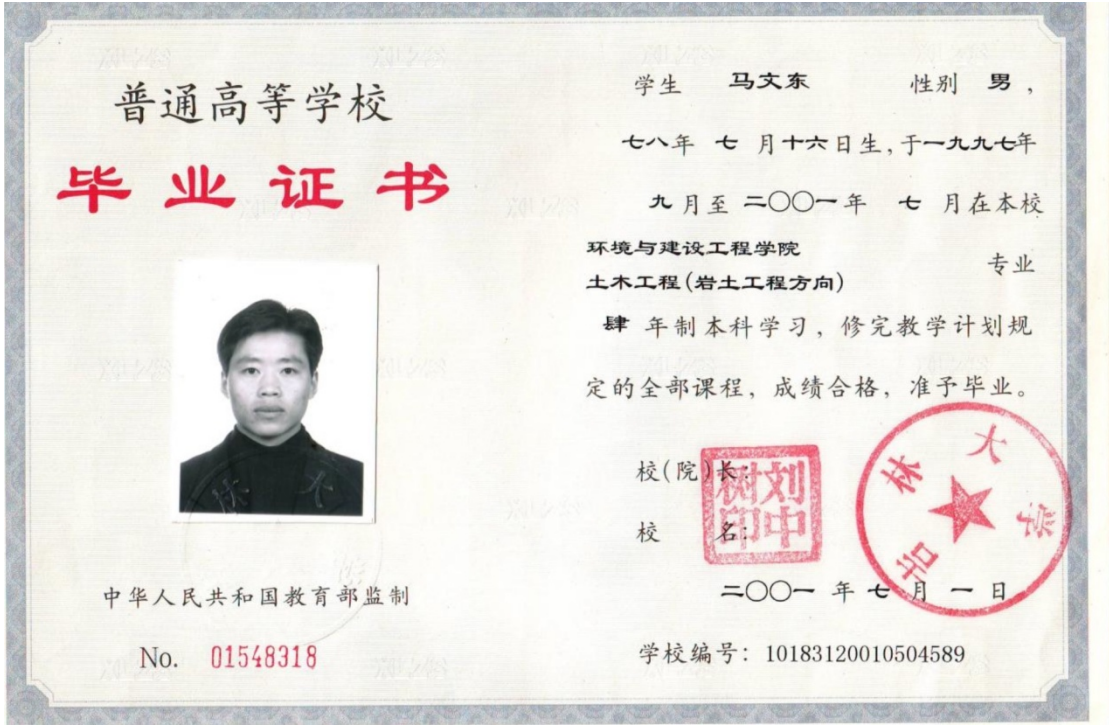 普通高等学校
毕业证书
中华人民共和国教育部监制
No. 01548318
学生 马文东 性别 男，
七八年 七 月十六日生，于一九九七年
九月至二〇〇一年 七 月在本校
环境与建设工程学院
土木工程(岩土工程方向) 专业
肆 年制本科学习，修完教学计划规
定的全部课程，成绩合格，准予毕业。
校(院)长：
刘中树印
校 名：
吉林大学
二〇〇一 年 七 月 一 日
学校编号：10183120010504589